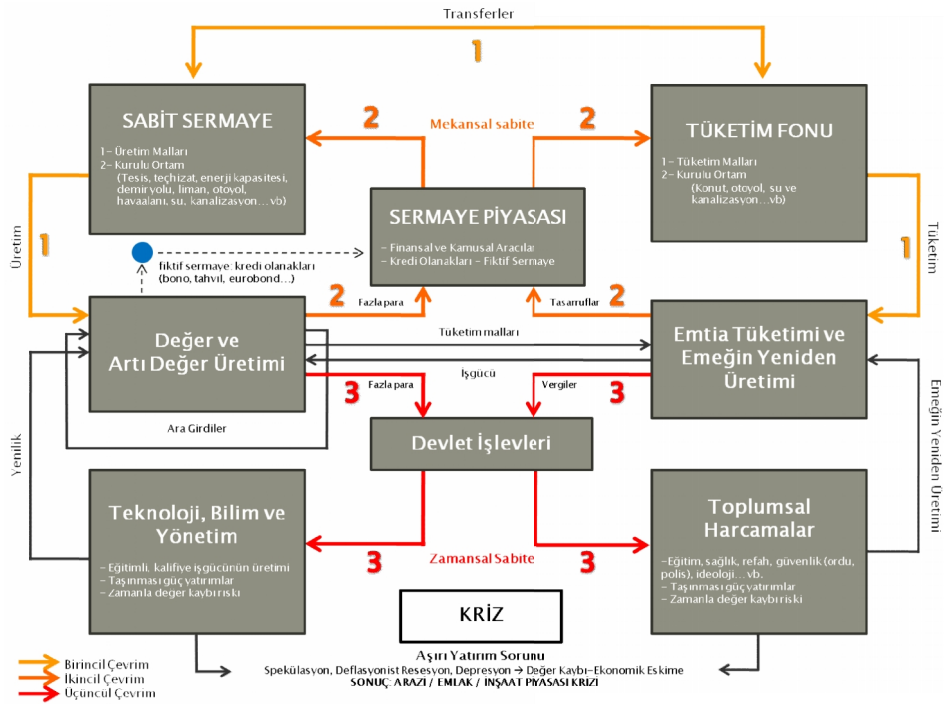 Transferler
1
SABİT SERMAYE
1– Üretim Malları
2– Kurulu Ortam
(Tesis, teçhizat, enerji kapasitesi,
demiryolu, liman, otoyol,
havaalanı, su, kanalizasyon... vb)
2
Mekansal sabite
2
TÜKETİM FONU
1– Tüketim Malları
2– Kurulu Ortam
(Konut, otoyol, su ve
kanalizasyon...vb)
SERMAYE PİYASASI
– Finansal ve Kamusal Aracılar
– Kredi Olanakları – Fiktif Sermaye
Üretim
1
1
Tüketim
fiktif sermaye: kredi olanakları
(bono, tahvil, eurobond...)
2
Fazla para
Tasarruflar
2
Değer ve
Artı Değer Üretimi
Tüketim malları
İşgücü
Emtia Tüketimi ve
Emeğin Yeniden
Üretimi
3
Fazla para
Vergiler
3
Ara Girdiler
Devlet İşlevleri
Yenilik
Emeğin Yeniden Üretimi
Teknoloji, Bilim ve
Yönetim
– Eğitimli, kalifiye işgücünün üretimi
– Taşınması güç yatırımlar
– Zamanla değer kaybı riski
3
Zamansal Sabite
3
Toplumsal
Harcamalar
–Eğitim, sağlık, refah, güvenlik (ordu,
polis), ideoloji... vb.
– Taşınması güç yatırımlar
– Zamanla değer kaybı riski
KRİZ
Aşırı Yatırım Sorunu
Spekülasyon, Deflasyonist Resesyon, Depresyon → Değer Kaybı–Ekonomik Eskime
SONUÇ: ARAZİ / EMLAK / İNŞAAT PİYASASI KRİZİ
Birincil Çevrim
İkincil Çevrim
Üçüncül Çevrim